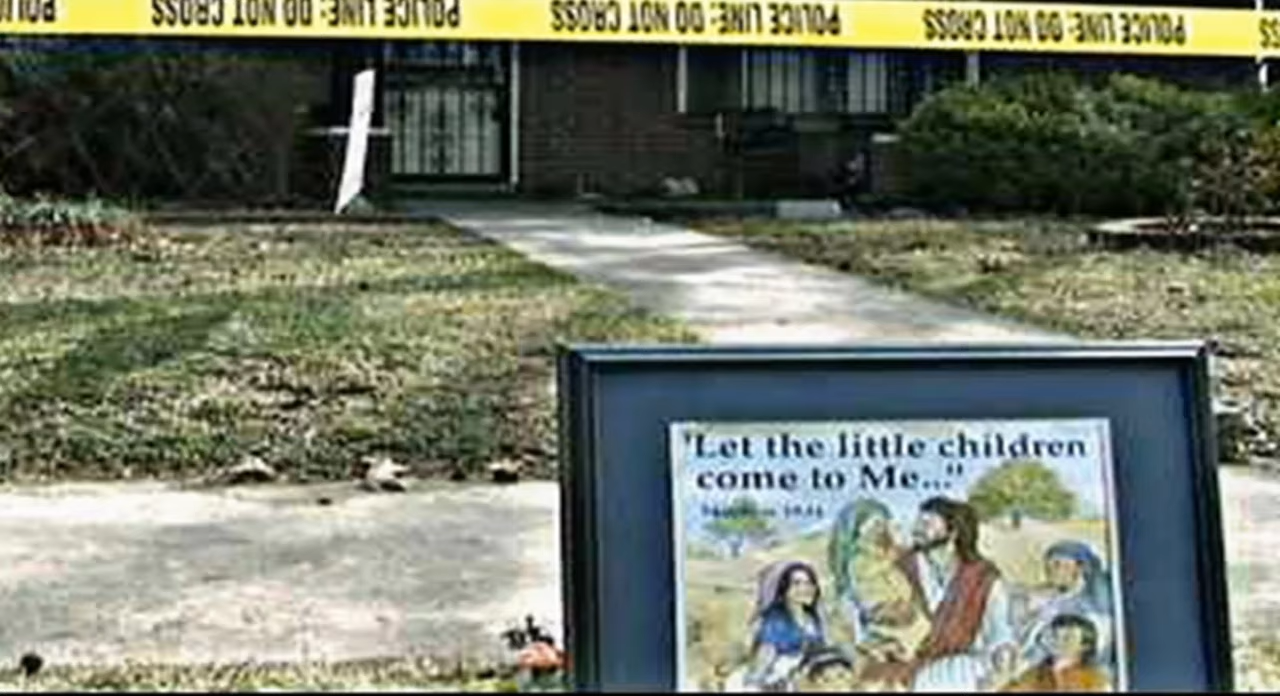 POLICE LINE: DO NOT CROSS POLICE LINE: DO NOT CROSS POLICE LINE: DO NOT CROSS
"Let the little children
come to Me..."